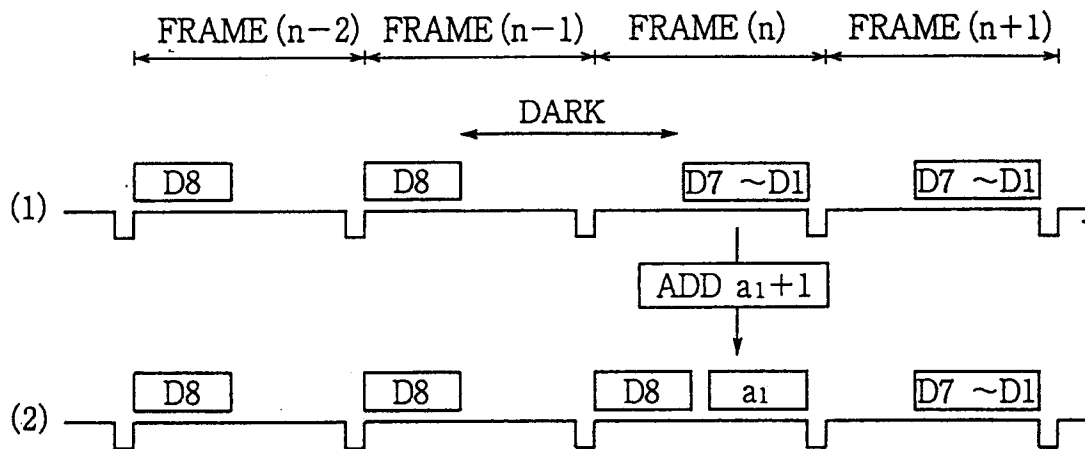 FRAME (n−2) FRAME (n−1) FRAME (n) FRAME (n+1)
DARK
(1) D8 D8 D7 ~D1 D7 ~D1
ADD a₁+1
(2) D8 D8 D8 a₁ D7 ~D1